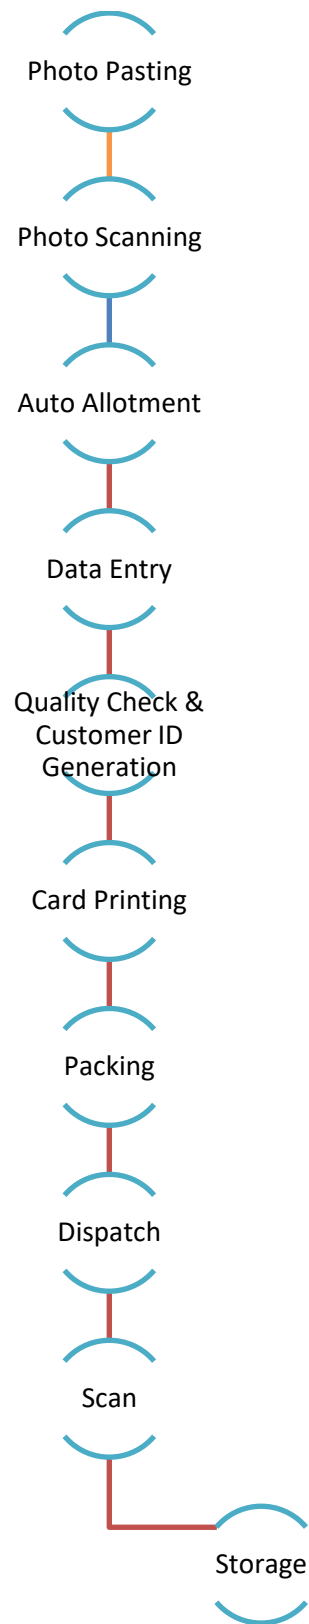 Photo Pasting
Photo Scanning
Auto Allotment
Data Entry
Quality Check &
Customer ID
Generation
Card Printing
Packing
Dispatch
Scan
Storage